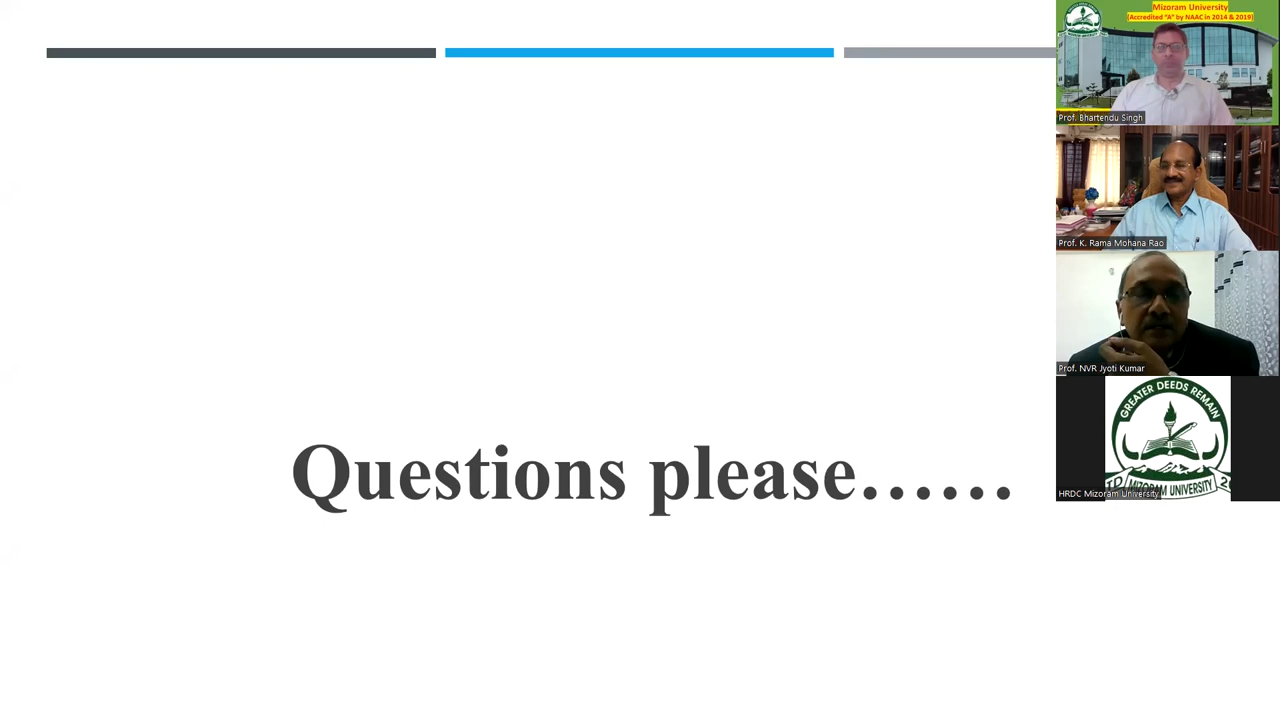 Mizoram University
(Accredited "A" by NAAC in 2014 & 2019)
Prof. Bhartendu Singh
Prof. K. Rama Mohana Rao
Prof. NVR Jyoti Kumar
GREATER DEEDS REMAIN
MIZORAM UNIVERSITY
HRDC Mizoram University
Questions please......